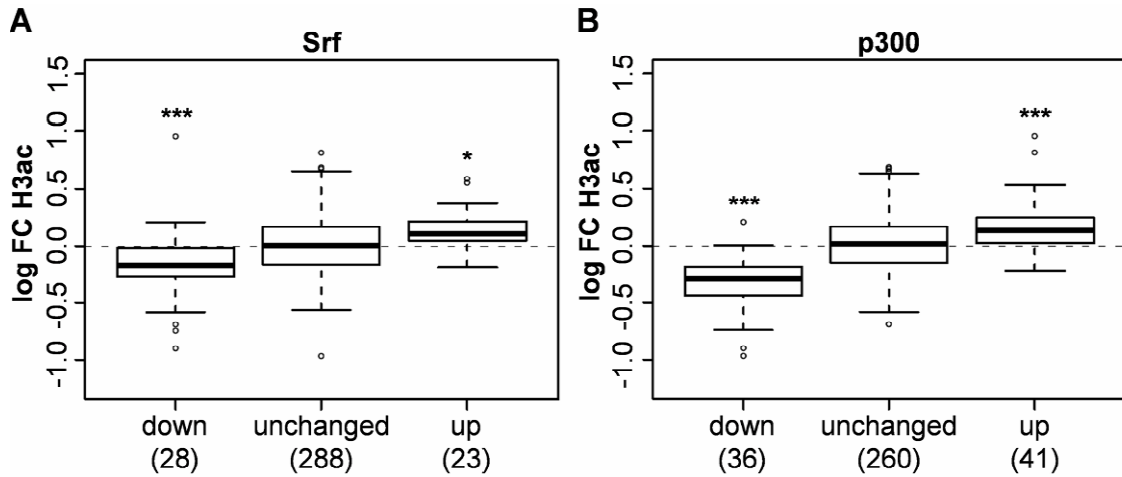 A
Srf
log FC H3ac
1.5
1.0
0.5
0.0
-0.5
-1.0
***
*
down
unchanged
up
(28)
(288)
(23)
B
p300
log FC H3ac
1.5
1.0
0.5
0.0
-0.5
-1.0
***
***
down
unchanged
up
(36)
(260)
(41)